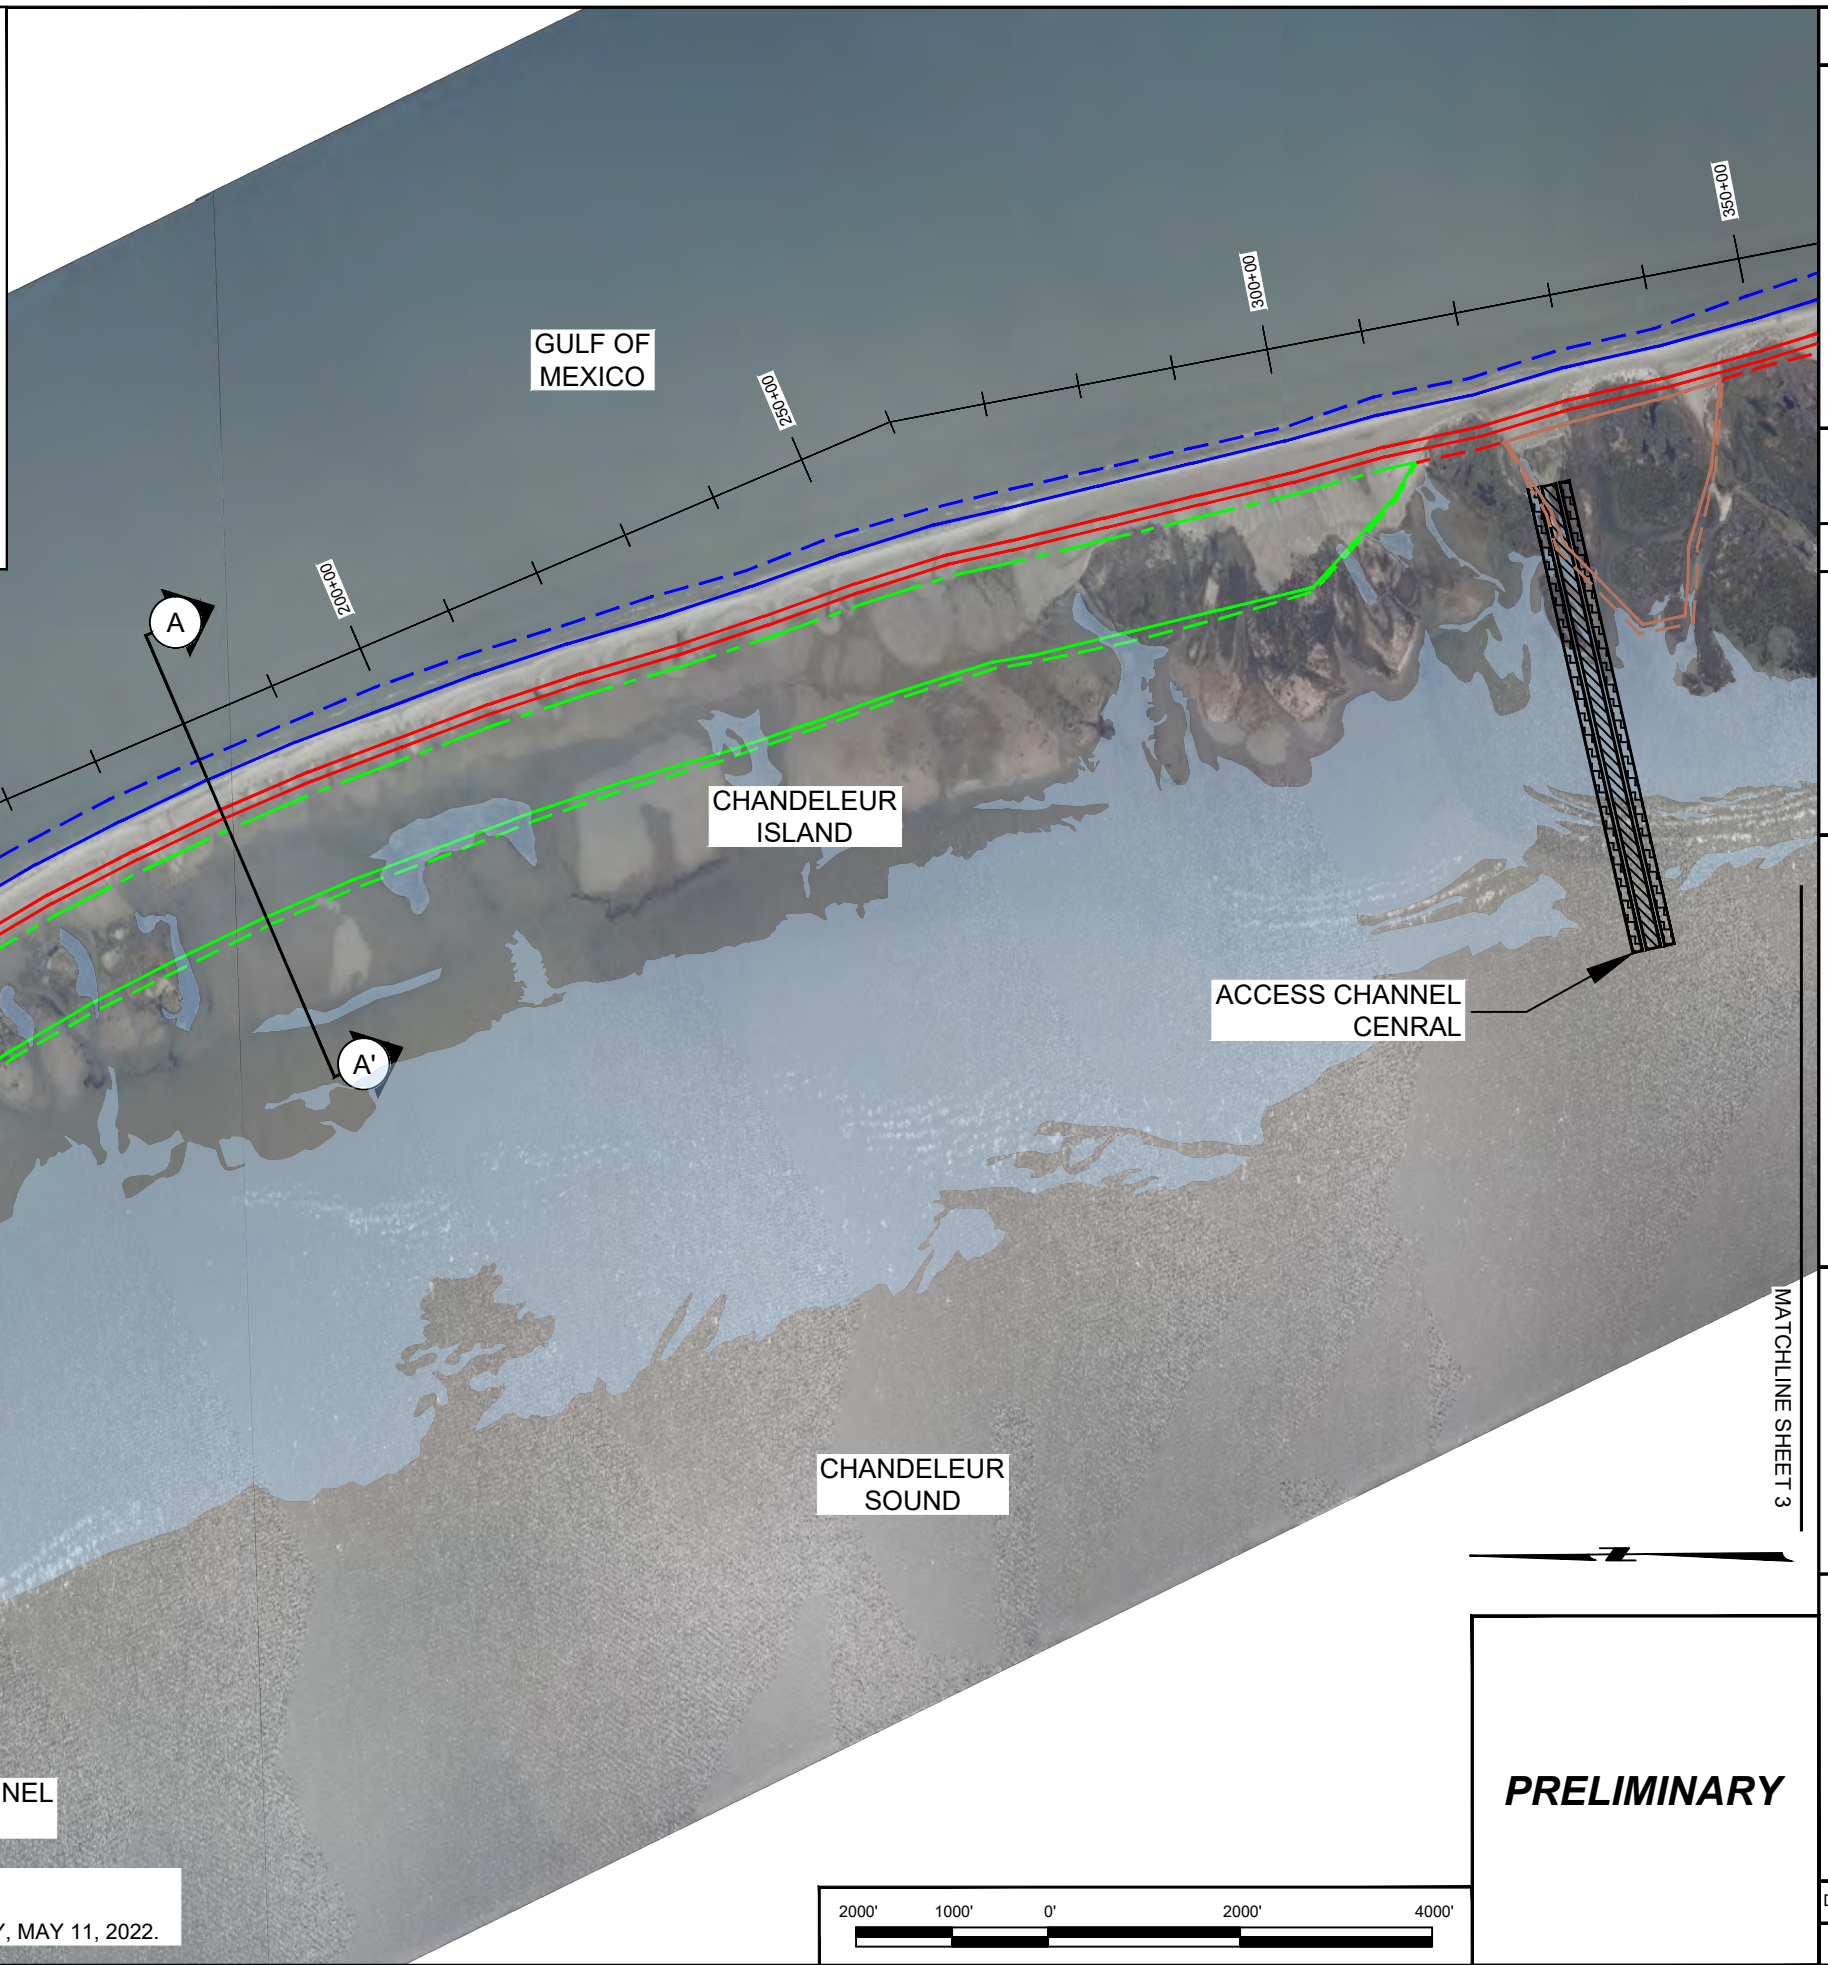 350+00
300+00
GULF OF
MEXICO
250+00
200+00
A
CHANDELEUR
ISLAND
ACCESS CHANNEL
CENRAL
A'
MATCHLINE SHEET 3
CHANDELEUR
SOUND
Z
NEL
PRELIMINARY
2000' 1000' 0' 2000' 4000'
Y, MAY 11, 2022.